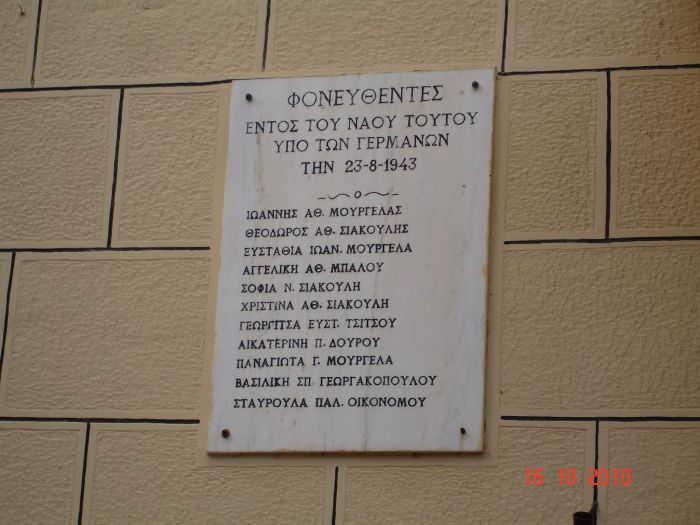 ΦΟΝΕΥΘΕΝΤΕΣ
ΕΝΤΟΣ ΤΟΥ ΝΑΟΥ ΤΟΥΤΟΥ
ΥΠΟ ΤΩΝ ΓΕΡΜΑΝΩΝ
ΤΗΝ 23-8-1943
ΙΩΑΝΝΗΣ ΑΘ. ΜΟΥΡΓΕΛΑΣ
ΘΕΟΔΩΡΟΣ ΑΘ. ΣΙΑΚΟΥΛΗΣ
ΕΥΣΤΑΘΙΑ ΙΩΑΝ. ΜΟΥΡΓΕΛΑ
ΑΓΓΕΛΙΚΗ ΑΘ. ΜΠΑΛΟΥ
ΣΟΦΙΑ Ν. ΣΙΑΚΟΥΛΗ
ΧΡΙΣΤΙΝΑ ΑΘ. ΣΙΑΚΟΥΛΗ
ΓΕΩΡΓΙΤΣΑ ΕΥΣΤ. ΤΣΙΤΣΟΥ
ΑΙΚΑΤΕΡΙΝΗ Π. ΔΟΥΡΟΥ
ΠΑΝΑΓΙΩΤΑ Γ. ΜΟΥΡΓΕΛΑ
ΒΑΣΙΛΙΚΗ ΣΠ. ΓΕΩΡΓΑΚΟΠΟΥΛΟΥ
ΣΤΑΥΡΟΥΛΑ ΠΑΛ. ΟΙΚΟΝΟΜΟΥ
16 10 2010